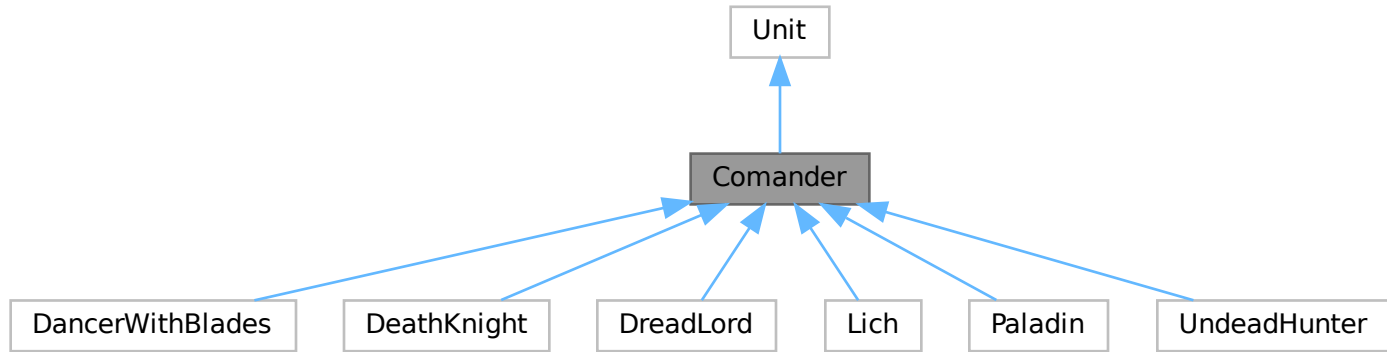 Unit
Comander
DancerWithBlades
DeathKnight
DreadLord
Lich
Paladin
UndeadHunter